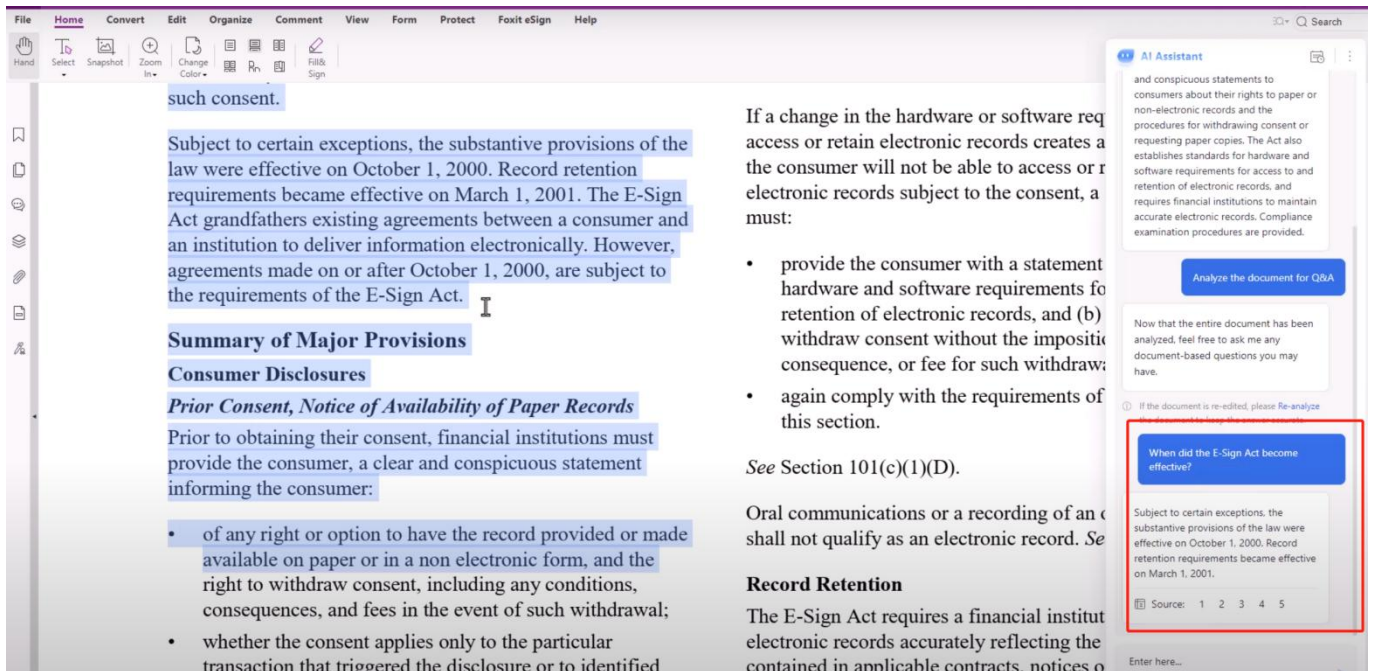 File Home Convert Edit Organize Comment View Form Protect Foxit eSign Help Search
Hand Select Snapshot Zoom In Change Color Fill& Sign
such consent.
Subject to certain exceptions, the substantive provisions of the
law were effective on October 1, 2000. Record retention
requirements became effective on March 1, 2001. The E-Sign
Act grandfathers existing agreements between a consumer and
an institution to deliver information electronically. However,
agreements made on or after October 1, 2000, are subject to
the requirements of the E-Sign Act.
Summary of Major Provisions
Consumer Disclosures
Prior Consent, Notice of Availability of Paper Records
Prior to obtaining their consent, financial institutions must
provide the consumer, a clear and conspicuous statement
informing the consumer:
• of any right or option to have the record provided or made
available on paper or in a non electronic form, and the
right to withdraw consent, including any conditions,
consequences, and fees in the event of such withdrawal;
• whether the consent applies only to the particular
transaction that triggered the disclosure or to identified
If a change in the hardware or software req
access or retain electronic records creates a
the consumer will not be able to access or r
electronic records subject to the consent, a
must:
• provide the consumer with a statement
hardware and software requirements fo
retention of electronic records, and (b)
withdraw consent without the impositi
consequence, or fee for such withdraw
• again comply with the requirements of
this section.
See Section 101(c)(1)(D).
Oral communications or a recording of an o
shall not qualify as an electronic record. Se
Record Retention
The E-Sign Act requires a financial institut
electronic records accurately reflecting the
contained in applicable contracts, notices o
AI Assistant
and conspicuous statements to
consumers about their rights to paper or
non-electronic records and the
procedures for withdrawing consent or
requesting paper copies. The Act also
establishes standards for hardware and
software requirements for access to and
retention of electronic records, and
requires financial institutions to maintain
accurate electronic records. Compliance
examination procedures are provided.
Analyze the document for Q&A
Now that the entire document has been
analyzed, feel free to ask me any
document-based questions you may
have.
If the document is re-edited, please Re-analyze
the document to keep the answer accurate.
When did the E-Sign Act become
effective?
Subject to certain exceptions, the
substantive provisions of the law were
effective on October 1, 2000. Record
retention requirements became effective
on March 1, 2001.
Source: 1 2 3 4 5
Enter here...